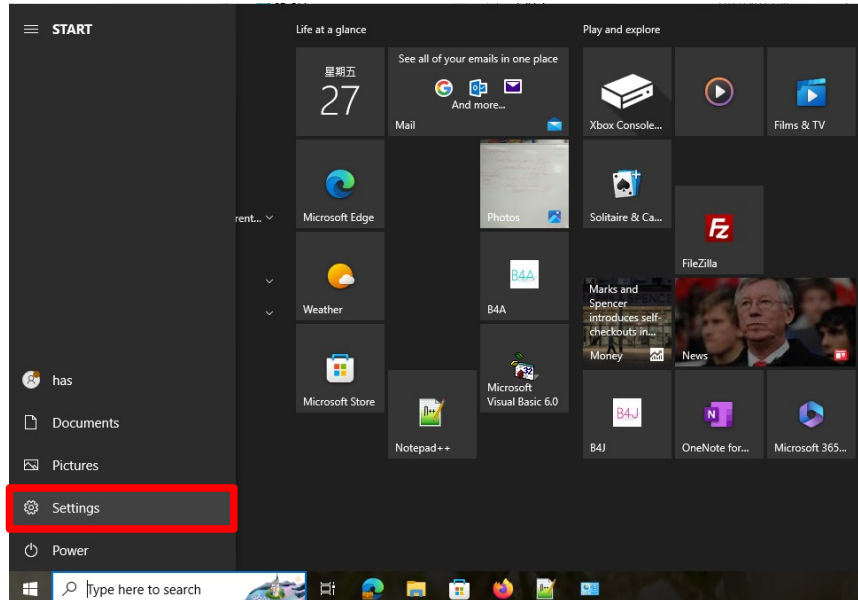 START
has
Documents
Pictures
Settings
Power
rent...
Life at a glance
星期五
27
See all of your emails in one place
And more...
Mail
Microsoft Edge
Photos
Weather
B4A
B4A
Microsoft Store
Notepad++
Microsoft
Visual Basic 6.0
Play and explore
Xbox Console...
Films & TV
Solitaire & Ca...
FileZilla
Marks and
Spencer
introduces self-
checkouts in...
Money
News
B4J
B4J
OneNote for...
Microsoft 365...
Type here to search